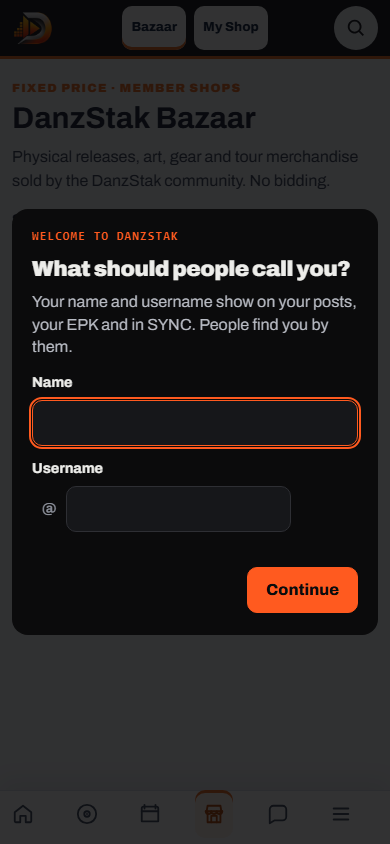 Bazaar
My Shop
FIXED PRICE · MEMBER SHOPS
DanzStak Bazaar
Physical releases, art, gear and tour merchandise
sold by the DanzStak community. No bidding.
WELCOME TO DANZSTAK
What should people call you?
Your name and username show on your posts,
your EPK and in SYNC. People find you by
them.
Name
Username
@
Continue